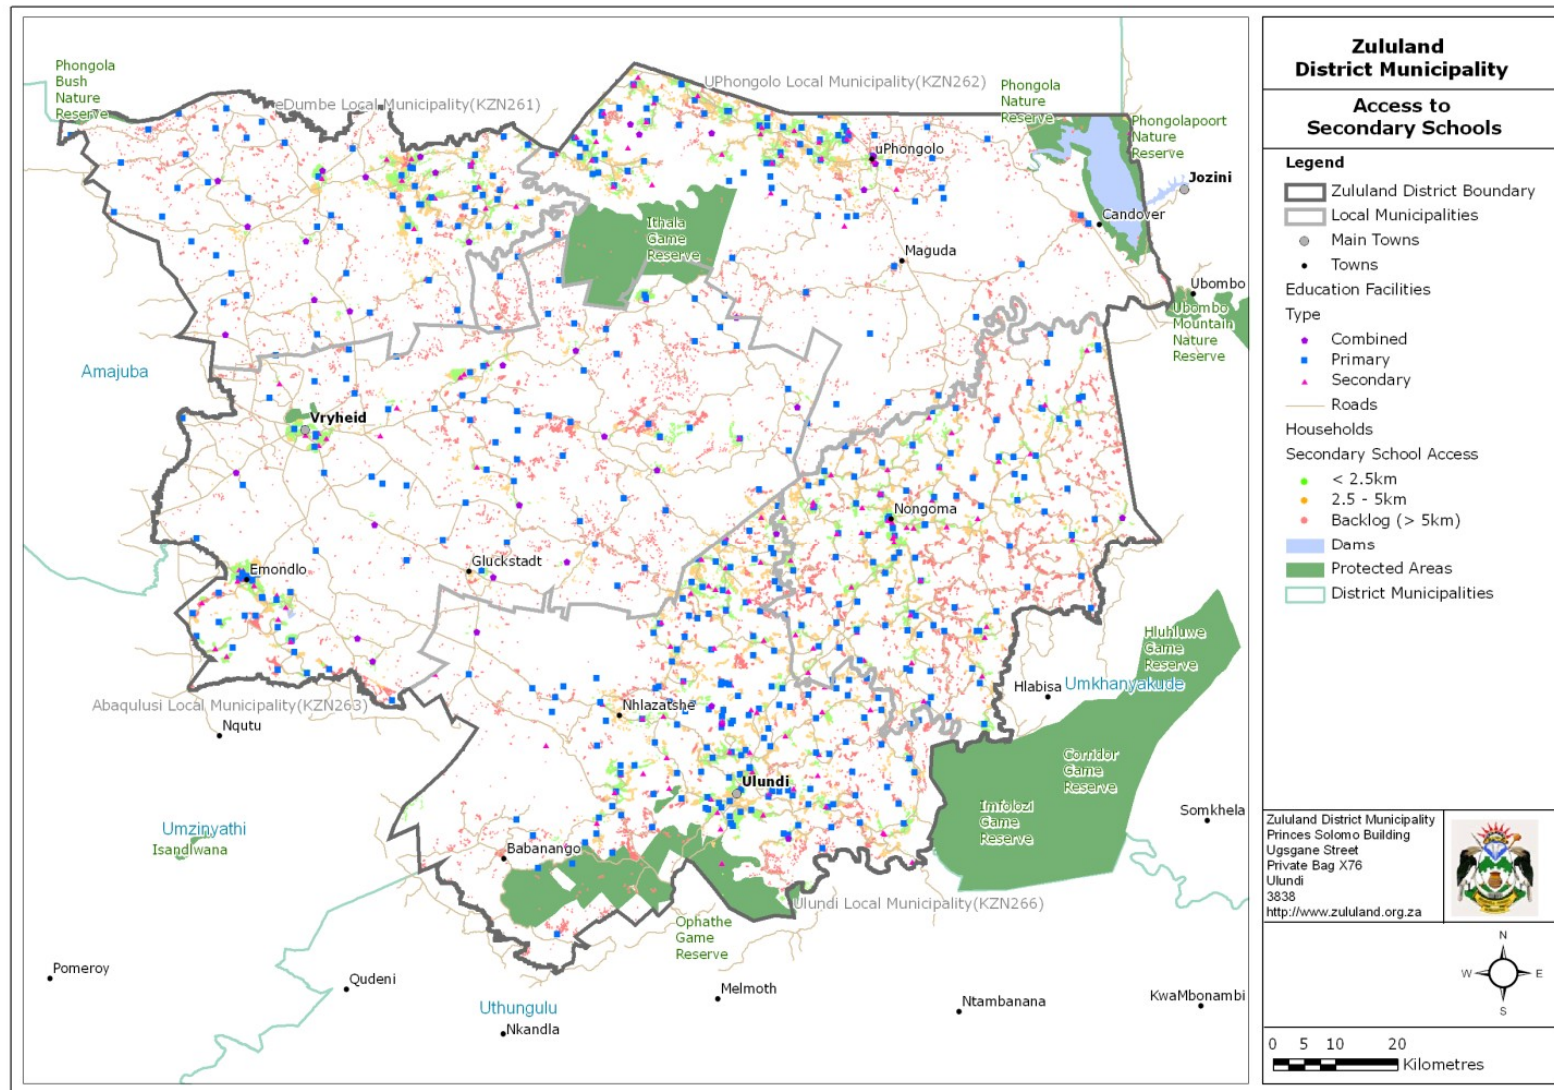 Phongola
Bush
Nature
Reserve
eDumbe Local Municipality(KZN261)
UPhongolo Local Municipality(KZN262)
Phongola
Nature
Reserve
Phongolapoort
Nature
Reserve
uPhongolo
Jozini
Candover
Ithala
Game
Reserve
Maguda
Ubombo
Ubombo
Mountain
Nature
Reserve
Amajuba
Vryheid
Nongoma
Emondlo
Gluckstadt
Hluhluwe
Game
Reserve
Hlabisa
Umkhanyakude
Abaqulusi Local Municipality(KZN263)
Nqutu
Nhlazatshe
Corridor
Game
Reserve
Ulundi
Imfolozi
Game
Reserve
Somkhela
Umzinyathi
Isandlwana
Babanango
Ulundi Local Municipality(KZN266)
Ophathe
Game
Reserve
Pomeroy
Qudeni
Melmoth
Ntambanana
KwaMbonambi
Uthungulu
Nkandla
Zululand
District Municipality
Access to
Secondary Schools
Legend
Zululand District Boundary
Local Municipalities
Main Towns
Towns
Education Facilities
Type
Combined
Primary
Secondary
Roads
Households
Secondary School Access
< 2.5km
2.5 - 5km
Backlog (> 5km)
Dams
Protected Areas
District Municipalities
Zululand District Municipality
Princes Solomo Building
Ugsgane Street
Private Bag X76
Ulundi
3838
http://www.zululand.org.za
N
W E
S
0 5 10 20
Kilometres